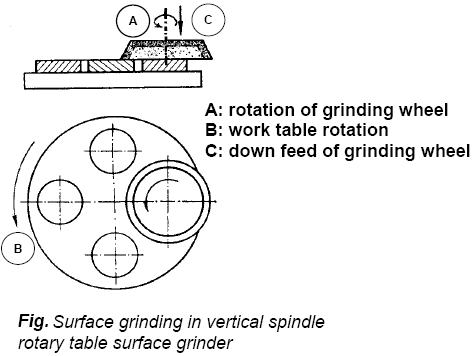 A
C
A: rotation of grinding wheel
B: work table rotation
C: down feed of grinding wheel
B
Fig. Surface grinding in vertical spindle
rotary table surface grinder